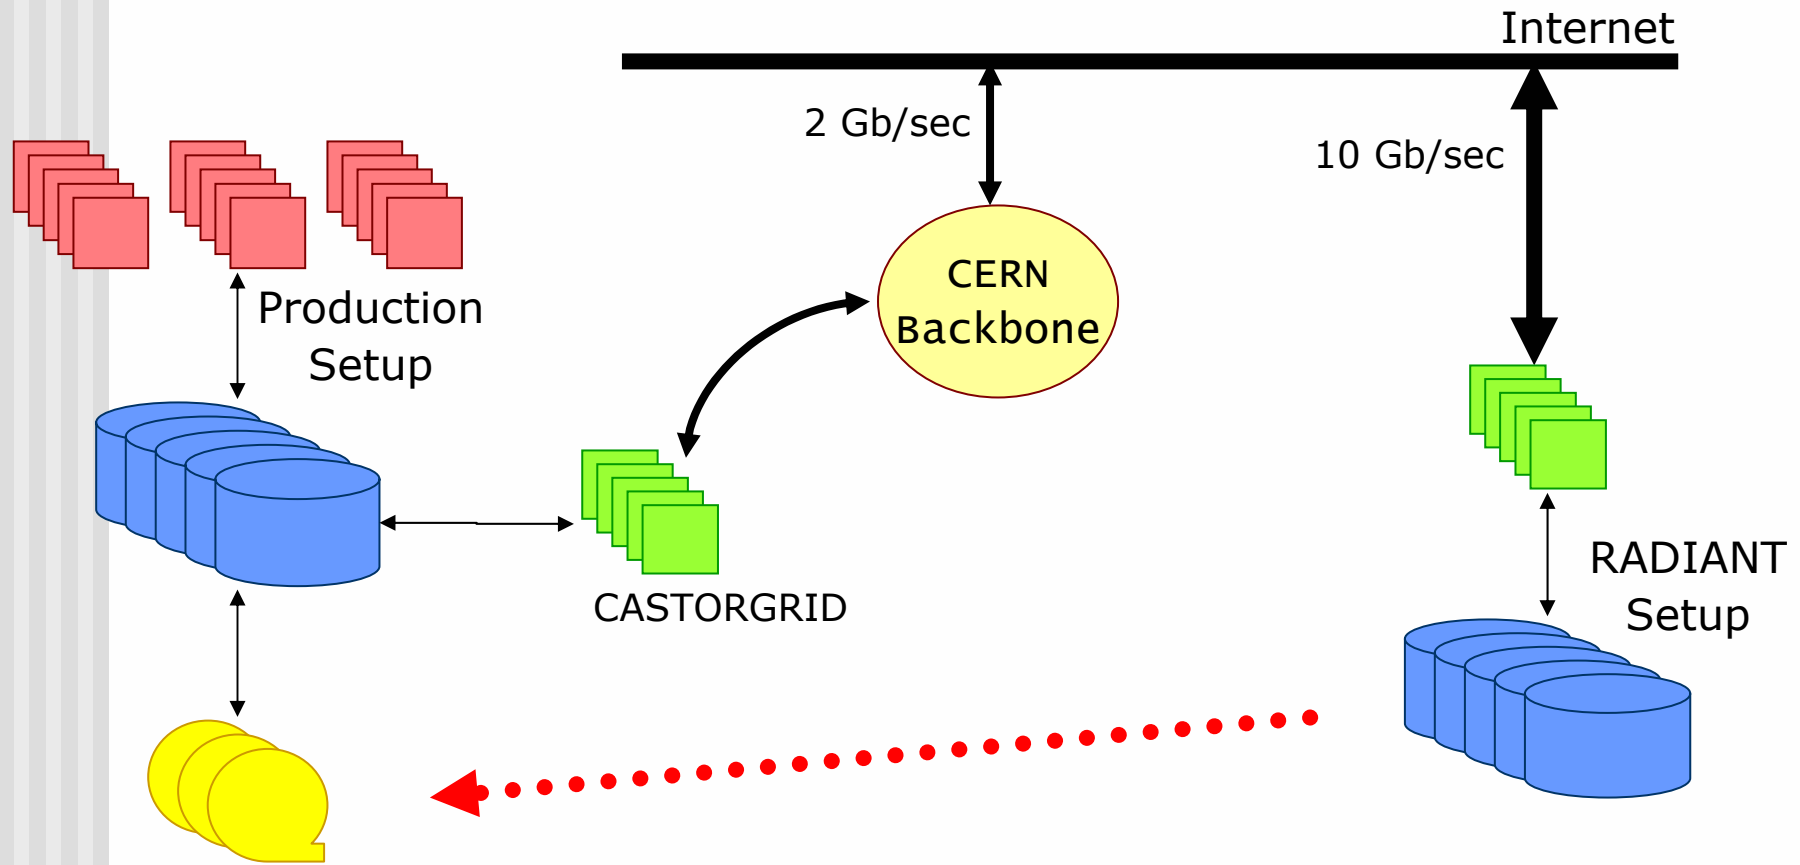 Internet
2 Gb/sec
10 Gb/sec
CERN
Backbone
Production
Setup
CASTORGRID
RADIANT
Setup